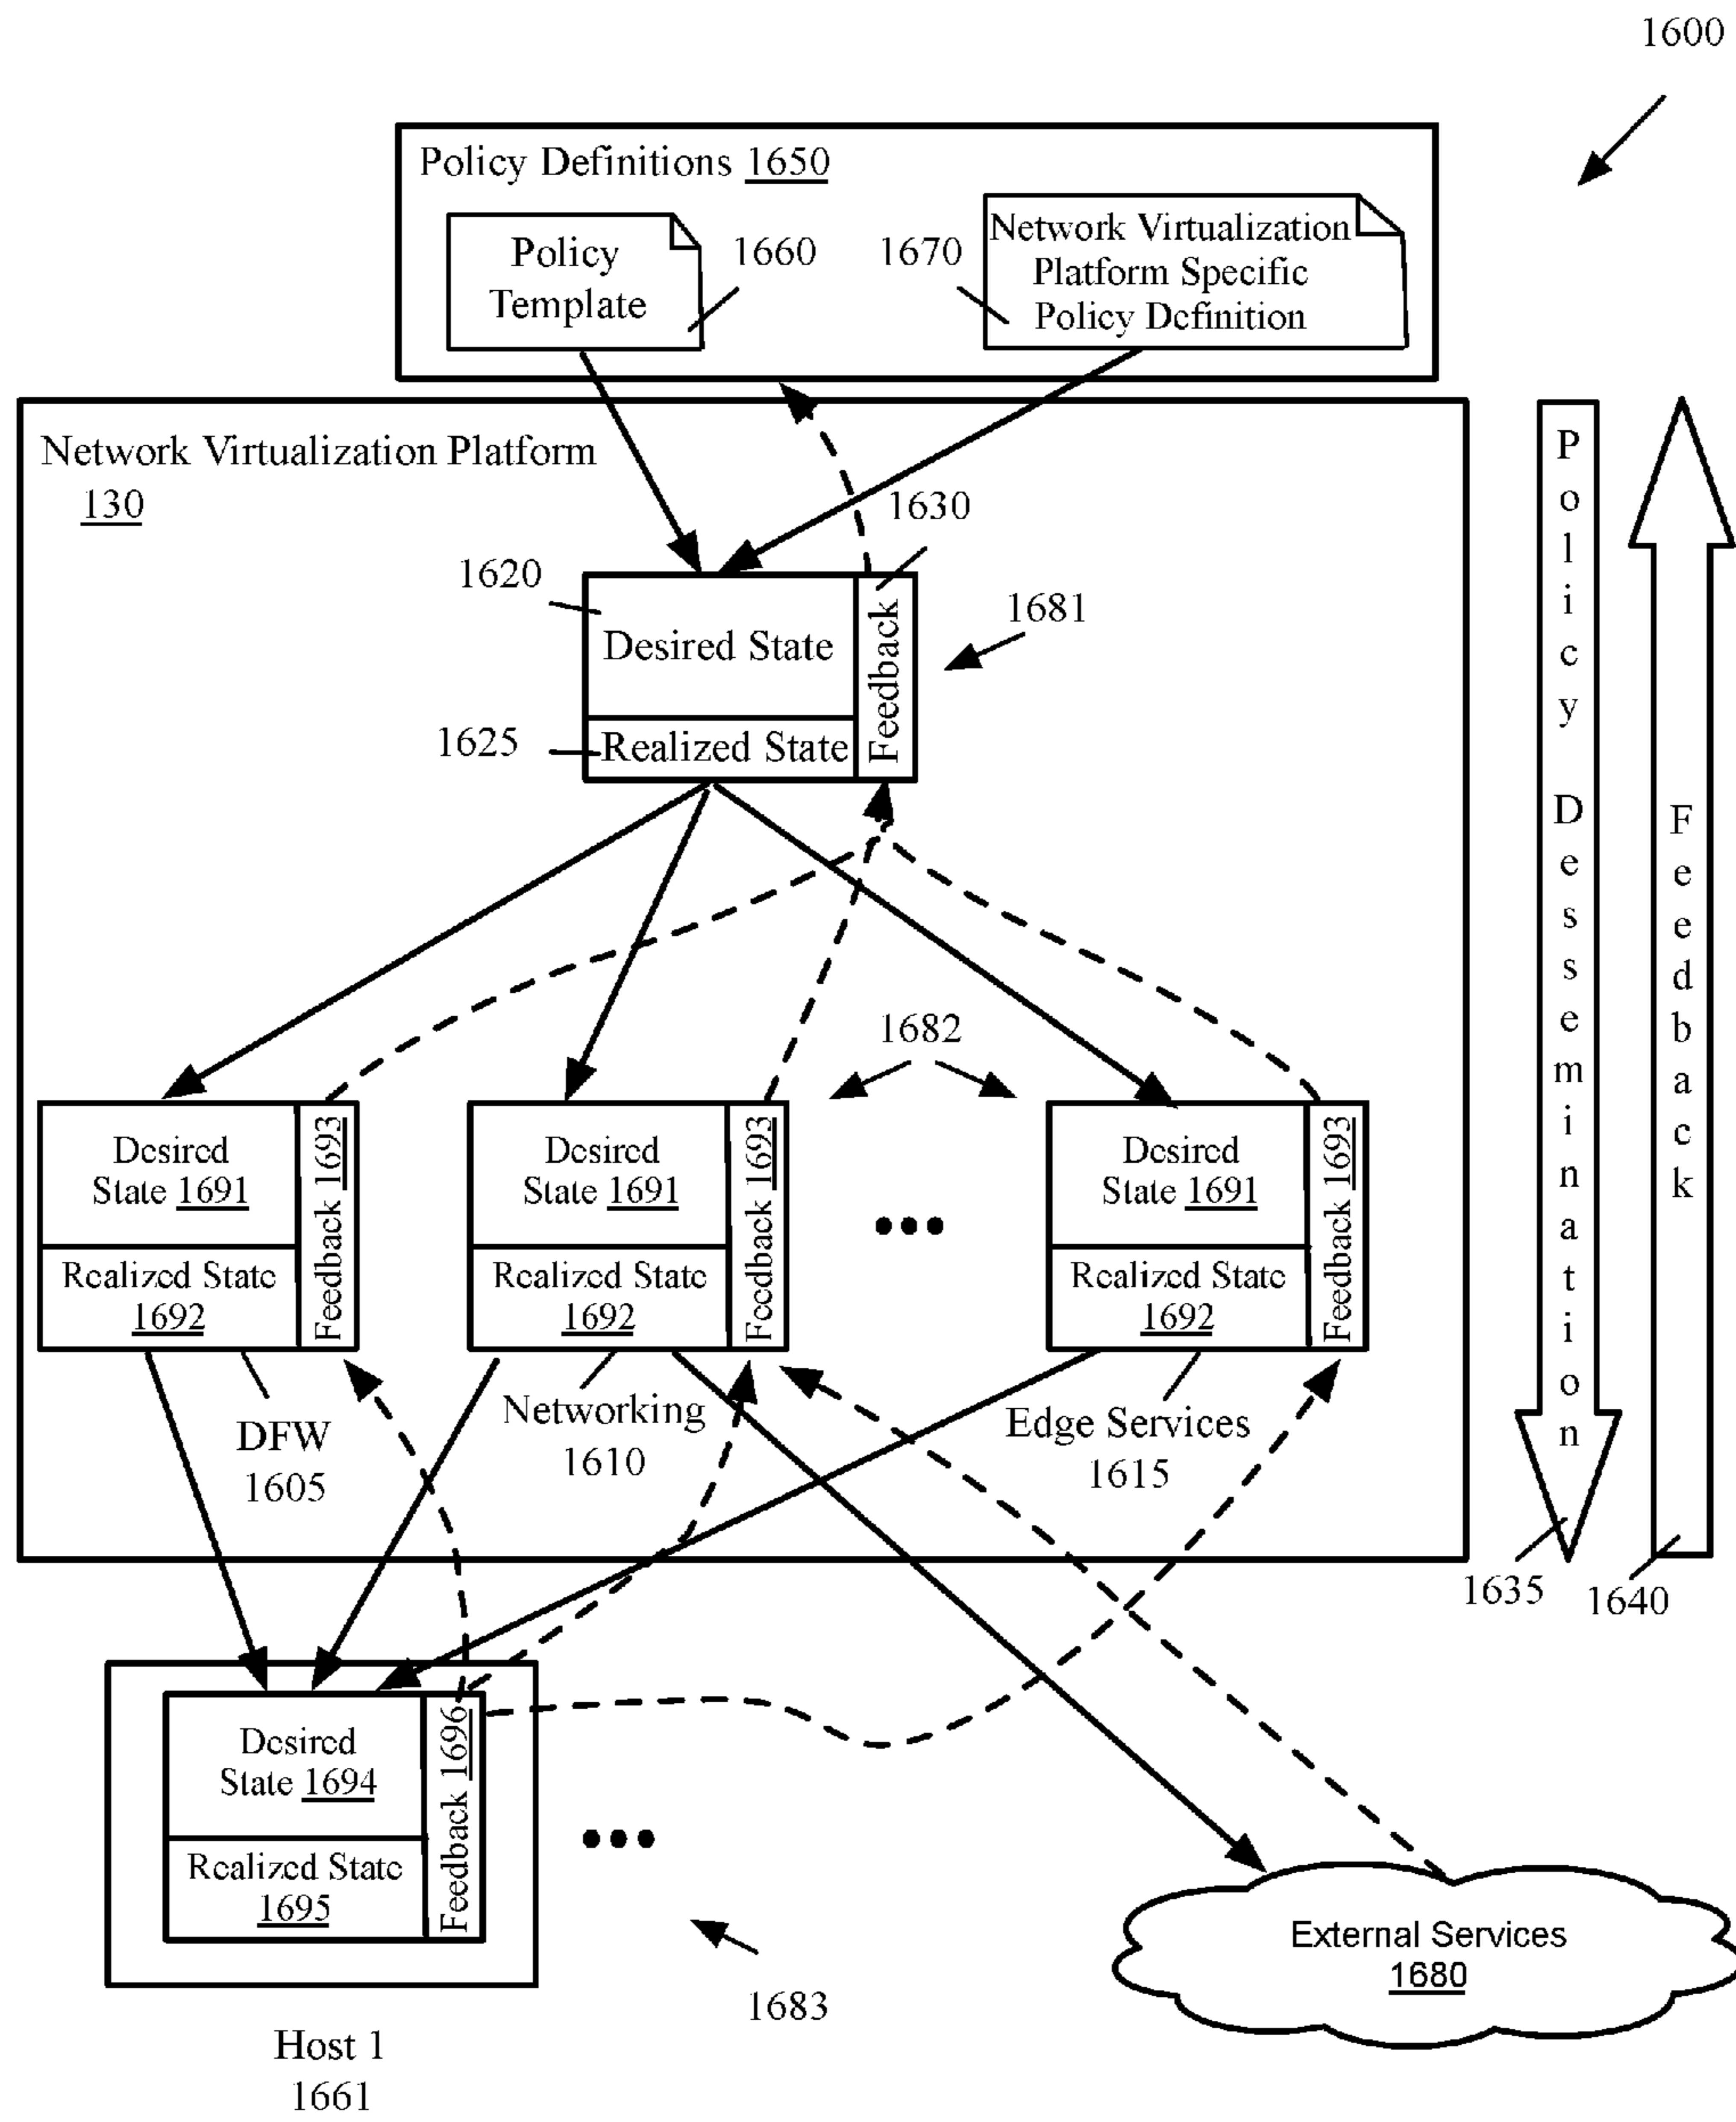 1600
Policy Definitions 1650
Policy
Template
1660
1670
Network Virtualization
Platform Specific
Policy Definition
Network Virtualization Platform
130
1630
1620
1681
Desired State
Feedback
1625
Realized State
Policy Dessemination
Feedback
1682
Desired
State 1691
Realized State
1692
Feedback 1693
Desired
State 1691
Realized State
1692
Feedback 1693
•••
Desired
State 1691
Realized State
1692
Feedback 1693
DFW
1605
Networking
1610
Edge Services
1615
1635
1640
Desired
State 1694
Realized State
1695
Feedback 1696
•••
1683
External Services
1680
Host 1
1661